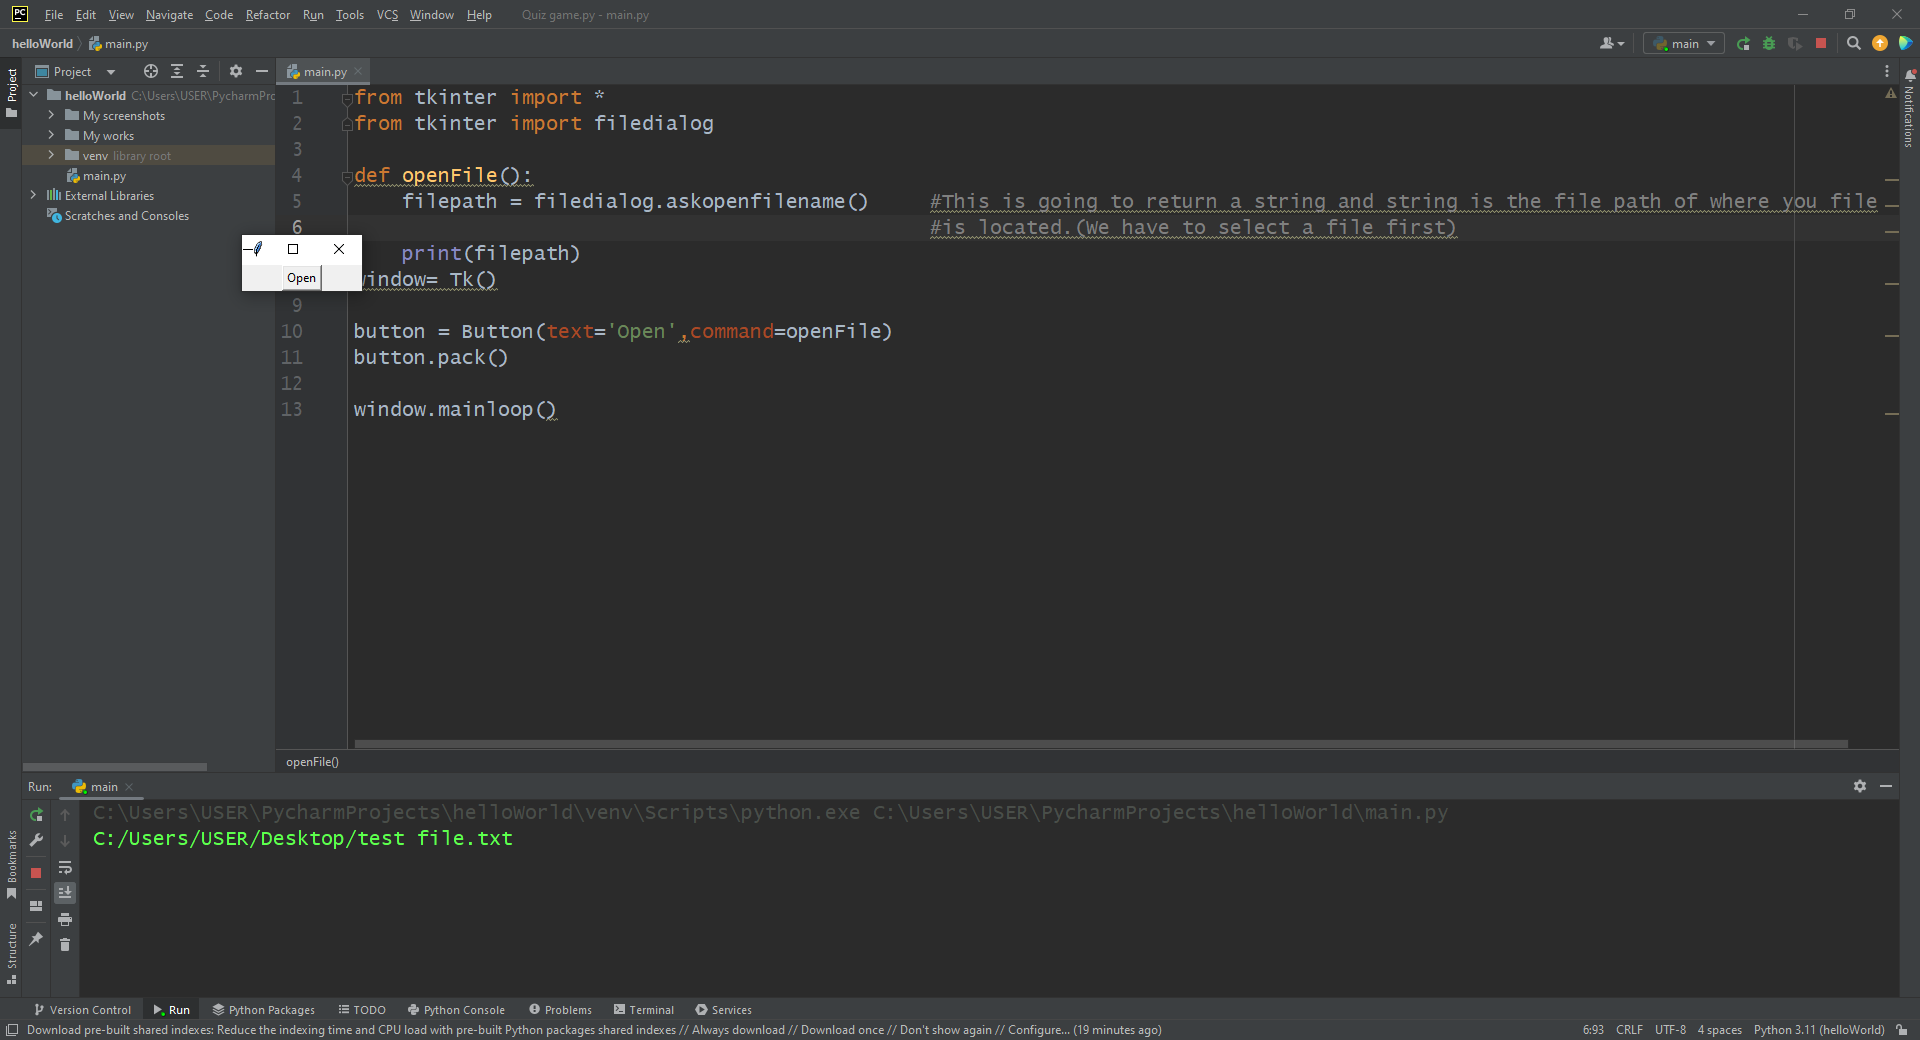 PC File Edit View Navigate Code Refactor Run Tools VCS Window Help Quiz game.py - main.py
helloWorld main.py main
Project
Project
main.py
helloWorld C:\Users\USER\PycharmPro
My screenshots
My works
venv library root
main.py
External Libraries
Scratches and Consoles
Notifications
1 from tkinter import *
2 from tkinter import filedialog
3
4 def openFile():
5 filepath = filedialog.askopenfilename() #This is going to return a string and string is the file path of where you file
6 #is located.(We have to select a file first)
print(filepath)
indow= Tk()
Open
9
10 button = Button(text='Open',command=openFile)
11 button.pack()
12
13 window.mainloop()
openFile()
Run: main
C:\Users\USER\PycharmProjects\helloWorld\venv\Scripts\python.exe C:\Users\USER\PycharmProjects\helloWorld\main.py
C:/Users/USER/Desktop/test file.txt
Bookmarks
Structure
Version Control Run Python Packages TODO Python Console Problems Terminal Services
Download pre-built shared indexes: Reduce the indexing time and CPU load with pre-built Python packages shared indexes // Always download // Download once // Don't show again // Configure... (19 minutes ago) 6:93 CRLF UTF-8 4 spaces Python 3.11 (helloWorld)